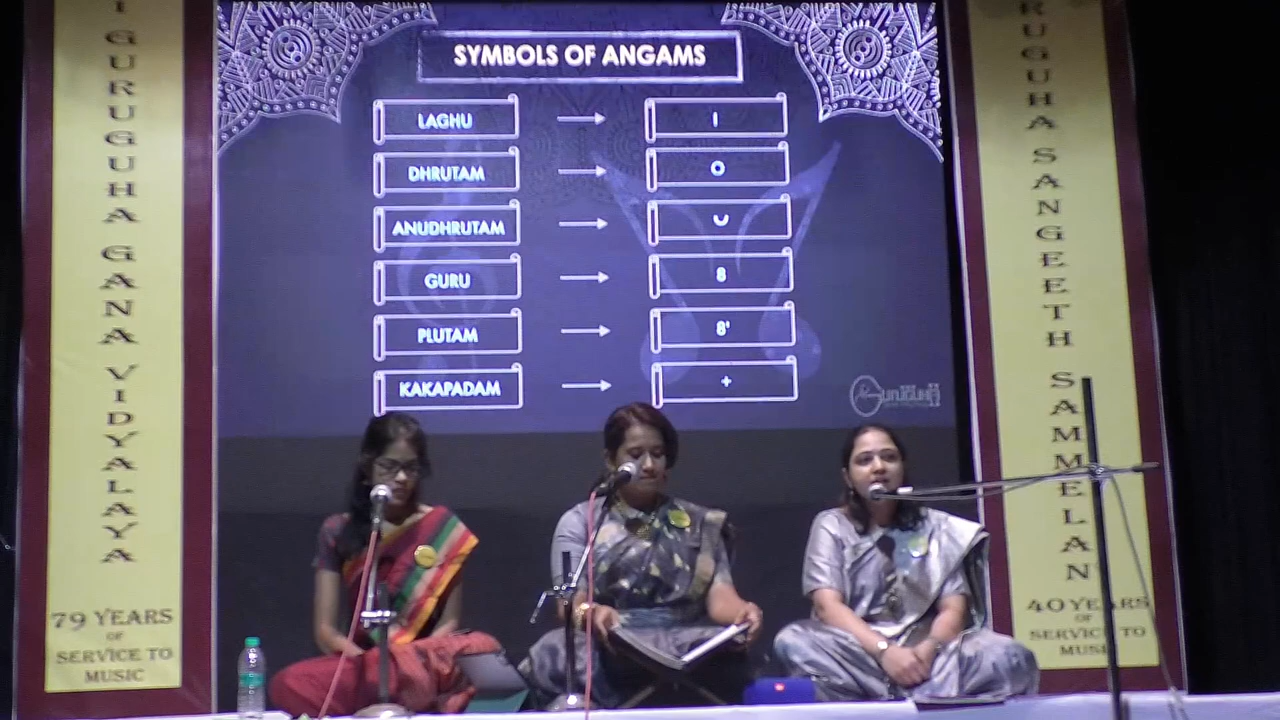 I GURUGUHA GANA VIDYALAYA
79 YEARS
OF
SERVICE TO
MUSIC
SYMBOLS OF ANGAMS
LAGHU → I
DHRUTAM → O
ANUDHRUTAM → ᴗ
GURU → 8
PLUTAM → 8'
KAKAPADAM → +
RUGUHA SANGEETH SAMMELAN
40 YEARS
OF
SERVICE TO
MUSIC